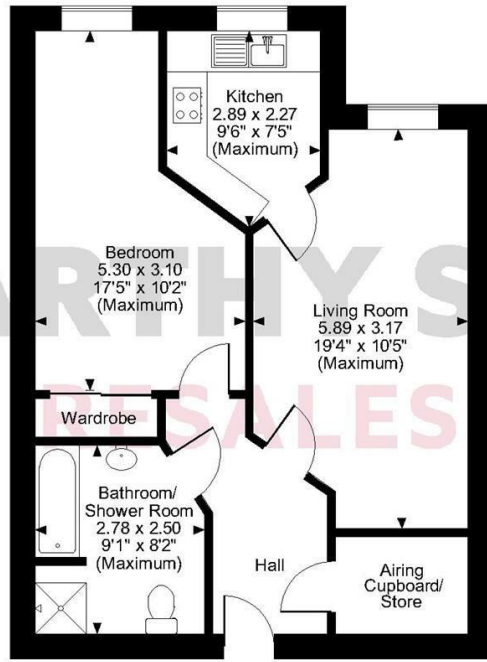 Kitchen
2.89 x 2.27
9'6" x 7'5"
(Maximum)
Bedroom
5.30 x 3.10
17'5" x 10'2"
(Maximum)
Living Room
5.89 x 3.17
19'4" x 10'5"
(Maximum)
ARTHY S
RESALES
Wardrobe
Bathroom/
Shower Room
2.78 x 2.50
9'1" x 8'2"
(Maximum)
Hall
Airing
Cupboard/
Store